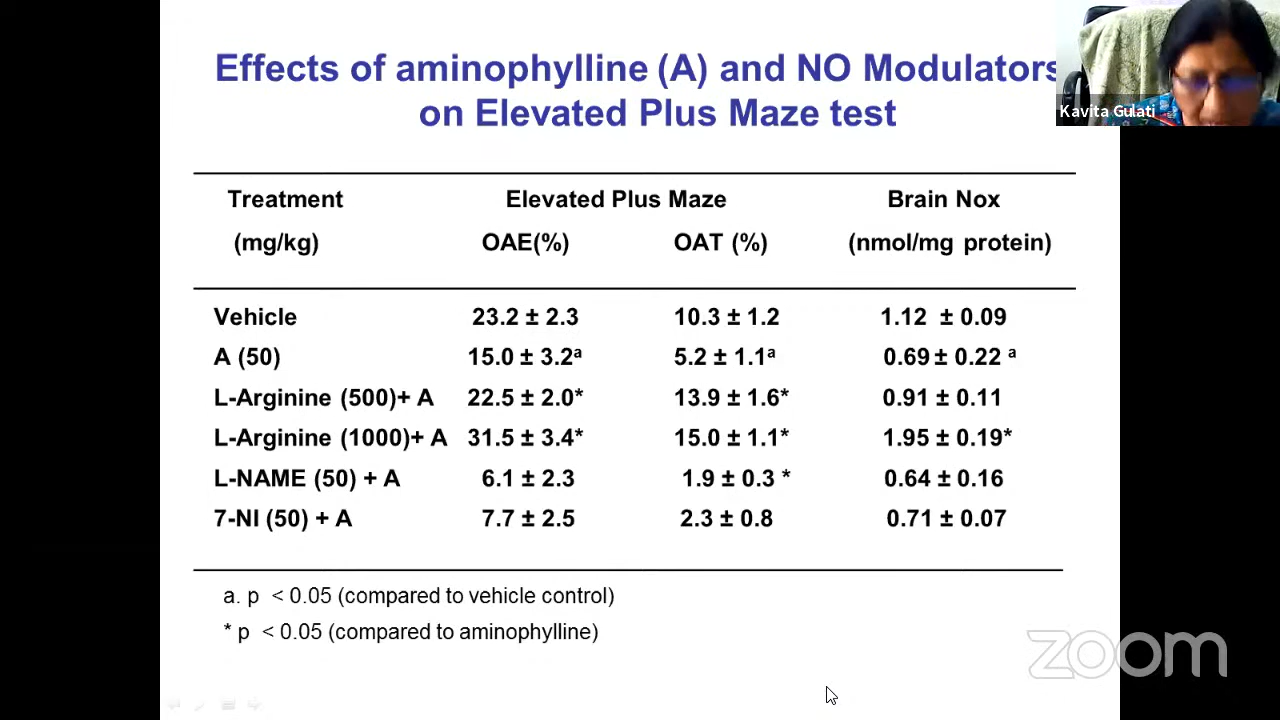 Effects of aminophylline (A) and NO Modulators
on Elevated Plus Maze test
Kavita Gulati
Treatment Elevated Plus Maze Brain Nox
(mg/kg) OAE(%) OAT (%) (nmol/mg protein)
Vehicle 23.2 ± 2.3 10.3 ± 1.2 1.12 ± 0.09
A (50) 15.0 ± 3.2ᵃ 5.2 ± 1.1ᵃ 0.69 ± 0.22 ᵃ
L-Arginine (500)+ A 22.5 ± 2.0* 13.9 ± 1.6* 0.91 ± 0.11
L-Arginine (1000)+ A 31.5 ± 3.4* 15.0 ± 1.1* 1.95 ± 0.19*
L-NAME (50) + A 6.1 ± 2.3 1.9 ± 0.3 * 0.64 ± 0.16
7-NI (50) + A 7.7 ± 2.5 2.3 ± 0.8 0.71 ± 0.07
a. p < 0.05 (compared to vehicle control)
* p < 0.05 (compared to aminophylline)
zoom